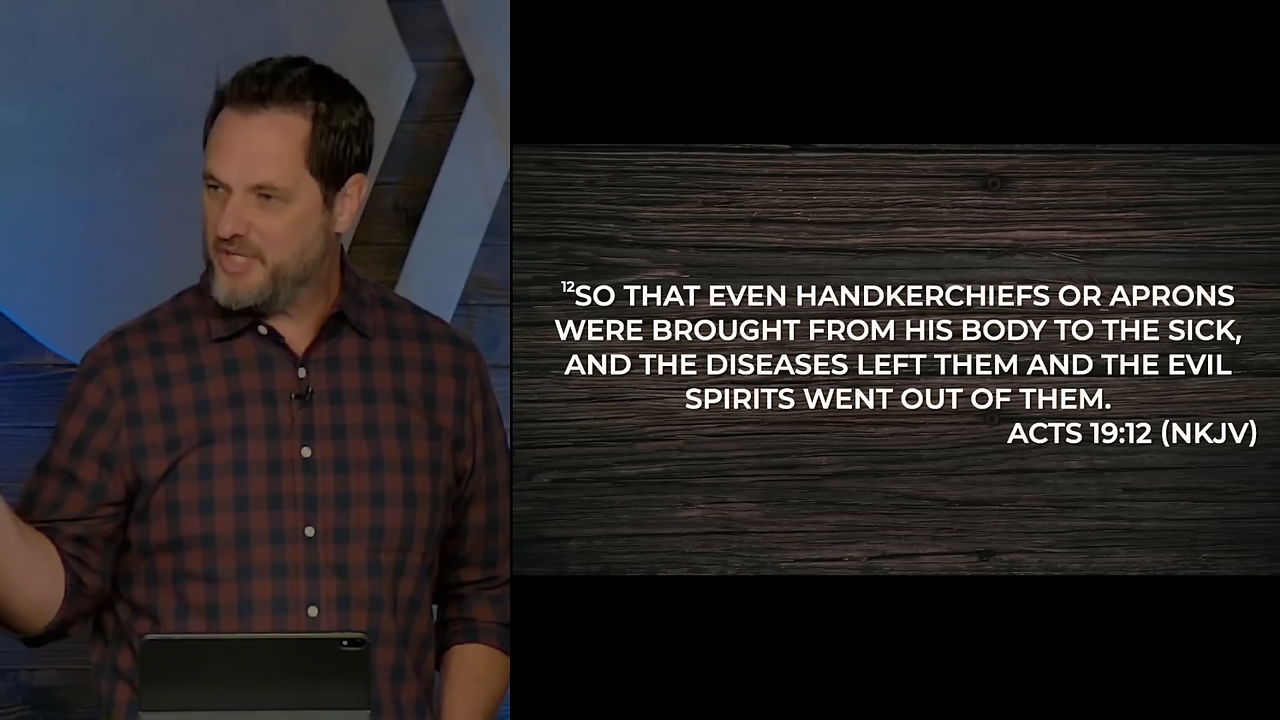 ¹²SO THAT EVEN HANDKERCHIEFS OR APRONS
WERE BROUGHT FROM HIS BODY TO THE SICK,
AND THE DISEASES LEFT THEM AND THE EVIL
SPIRITS WENT OUT OF THEM.
ACTS 19:12 (NKJV)